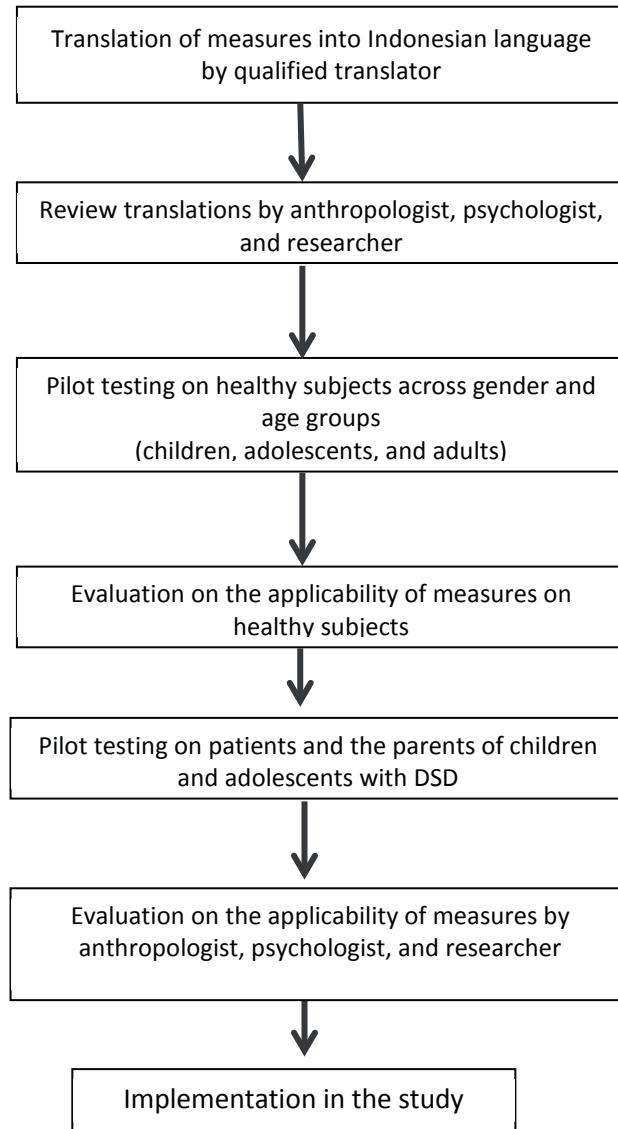 Translation of measures into Indonesian language
by qualified translator
Review translations by anthropologist, psychologist,
and researcher
Pilot testing on healthy subjects across gender and
age groups
(children, adolescents, and adults)
Evaluation on the applicability of measures on
healthy subjects
Pilot testing on patients and the parents of children
and adolescents with DSD
Evaluation on the applicability of measures by
anthropologist, psychologist, and researcher
Implementation in the study